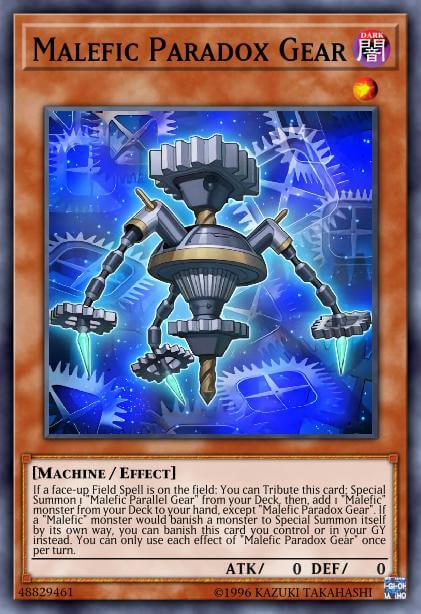 MALEFIC PARADOX GEAR
DARK
闇
[MACHINE / EFFECT]
If a face-up Field Spell is on the field: You can Tribute this card; Special
Summon 1 "Malefic Parallel Gear" from your Deck, then, add 1 "Malefic"
monster from your Deck to your hand, except "Malefic Paradox Gear". If
a "Malefic" monster would banish a monster to Special Summon itself
by its own way, you can banish this card you control or in your GY
instead. You can only use each effect of "Malefic Paradox Gear" once
per turn.
ATK/ 0 DEF/ 0
48829461 ©1996 KAZUKI TAKAHASHI